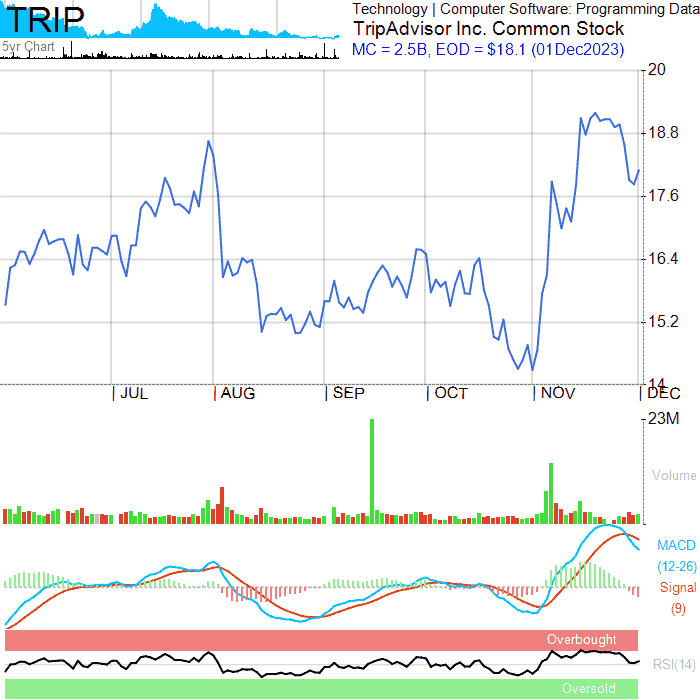 TRIP
5yr Chart
Technology | Computer Software: Programming Data
TripAdvisor Inc. Common Stock
MC = 2.5B, EOD = $18.1 (01Dec2023)
20
18.8
17.6
16.4
15.2
14
JUL
AUG
SEP
OCT
NOV
DEC
23M
Volume
MACD
(12-26)
Signal
(9)
Overbought
RSI(14)
Oversold